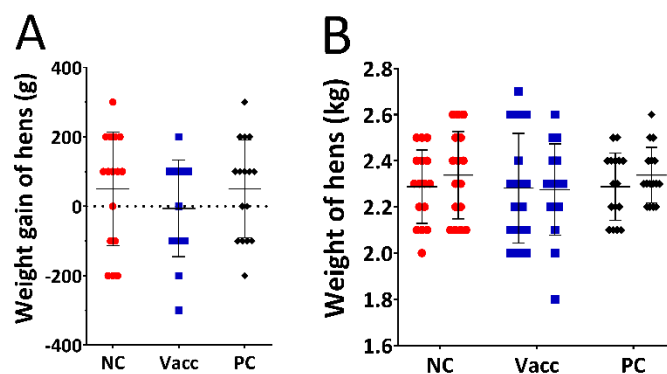 A
Weight gain of hens (g)
400
200
0
-200
-400
NC Vacc PC
B
Weight of hens (kg)
2.8
2.6
2.4
2.2
2.0
1.8
1.6
NC Vacc PC